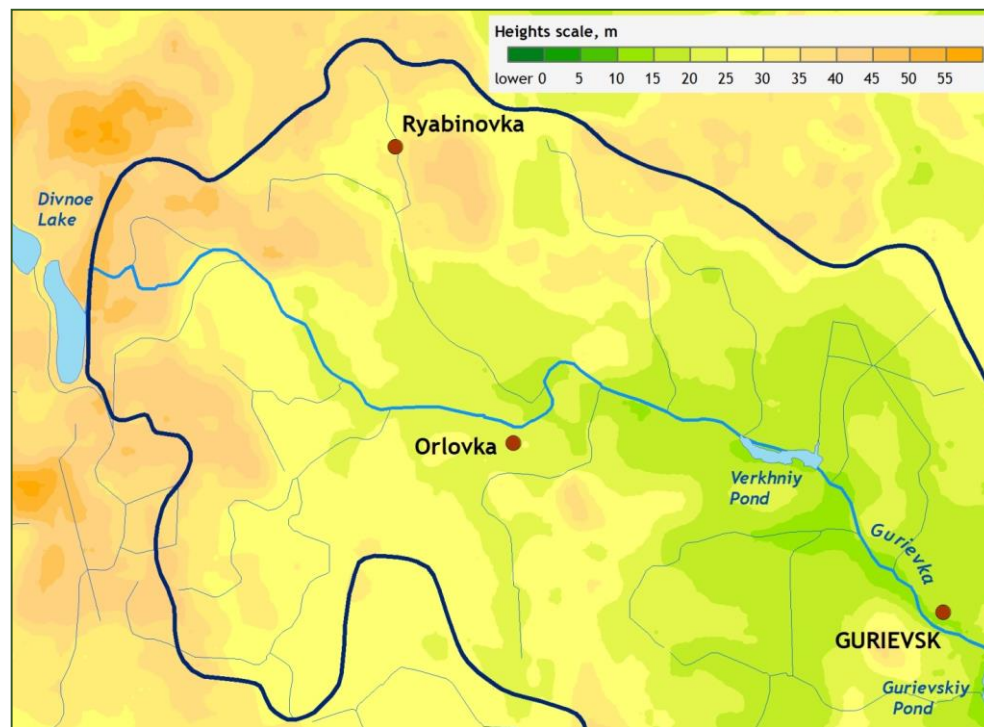 Heights scale, m
lower 0 5 10 15 20 25 30 35 40 45 50 55
Ryabinovka
Divnoe
Lake
Orlovka
Verkhniy
Pond
Gurievka
GURIEVSK
Gurievskiy
Pond